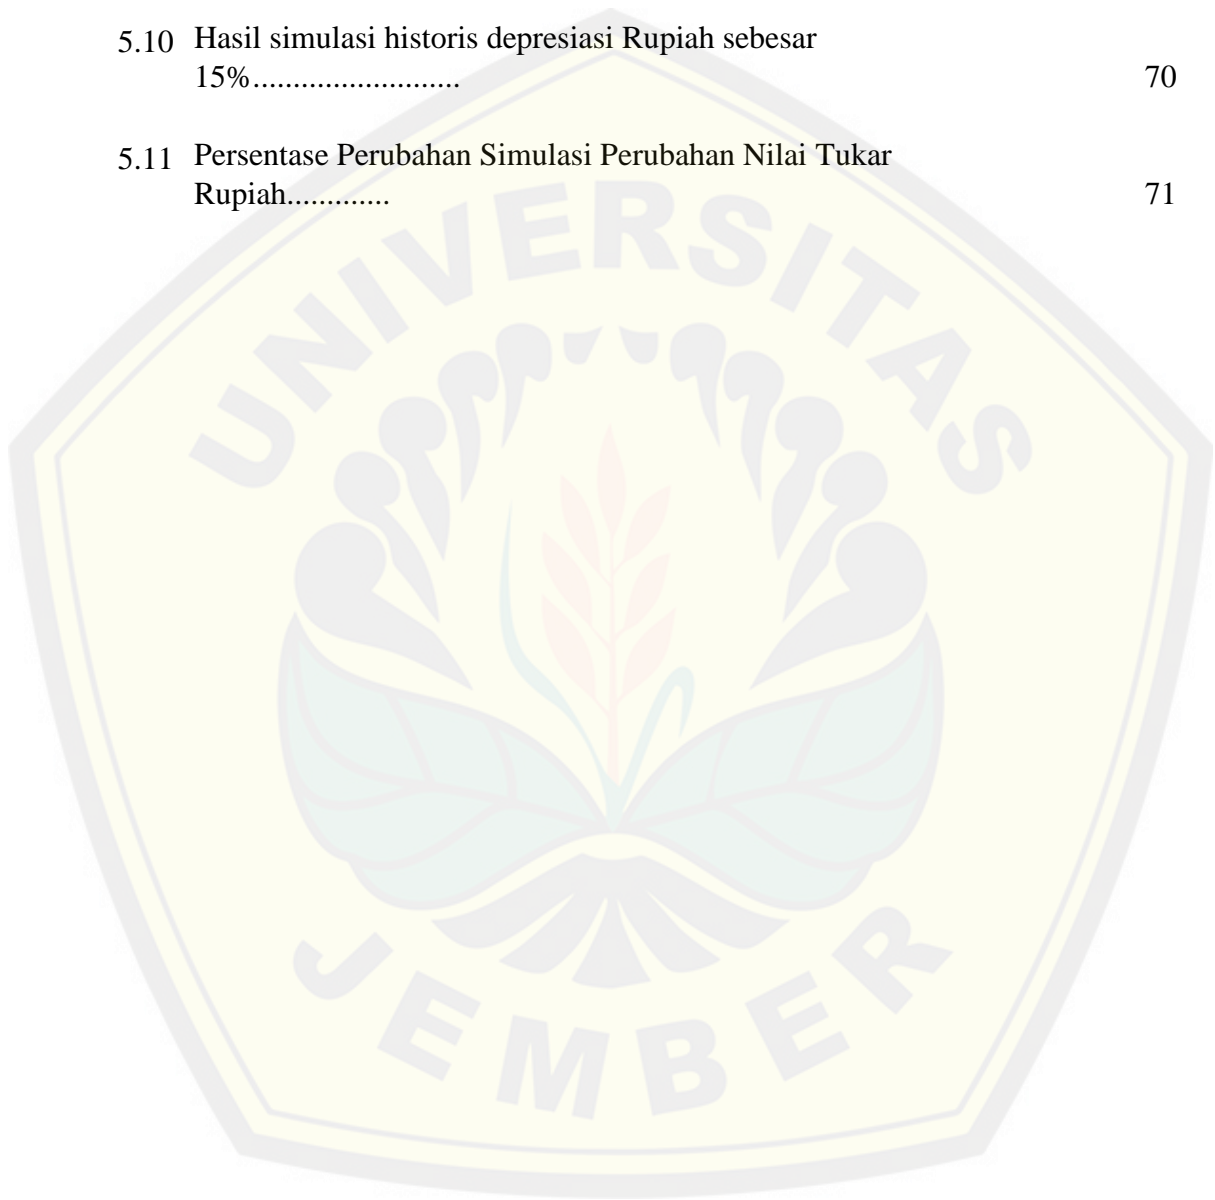 5.10 Hasil simulasi historis depresiasi Rupiah sebesar
15%.......................... 70
5.11 Persentase Perubahan Simulasi Perubahan Nilai Tukar
Rupiah............. 71
UNIVERSITAS
JEMBER